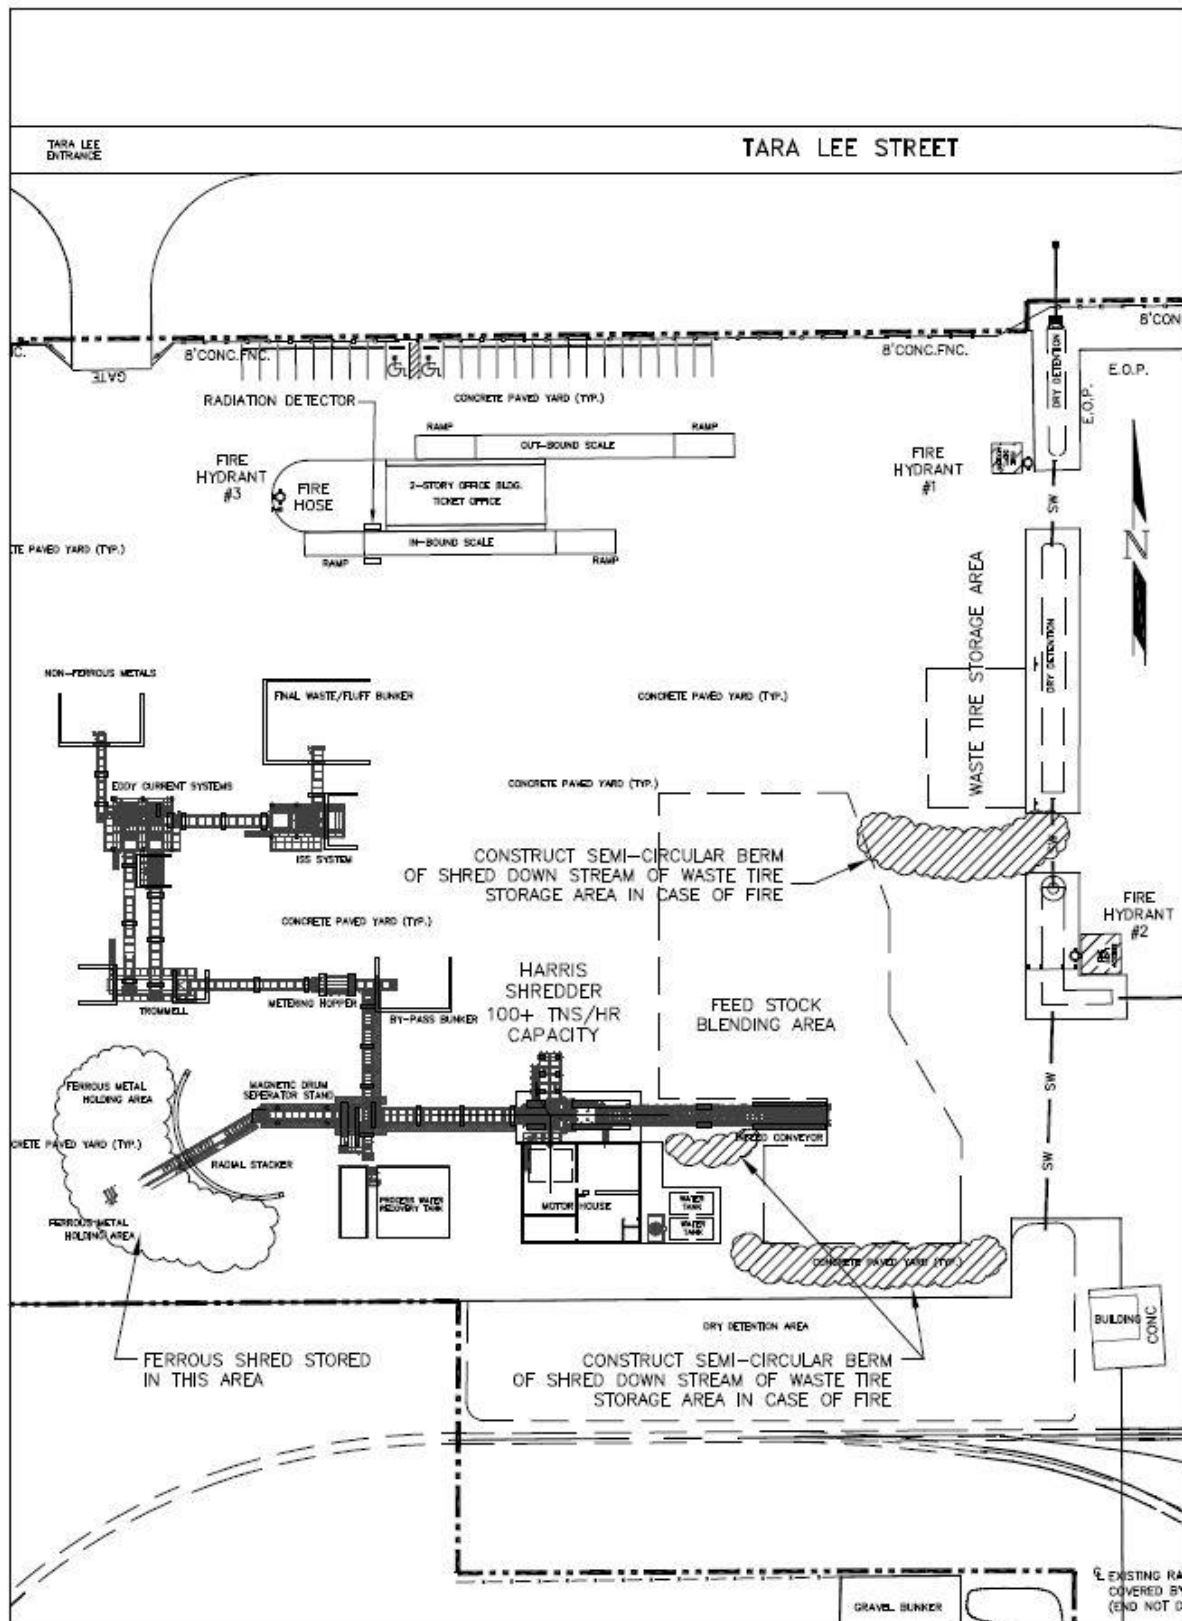 TARA LEE
ENTRANCE
TARA LEE STREET
C.
8'CONC.FNC.
8'CONC.FNC.
8'CON
GATE
E.O.P.
E.O.P.
DRY DETENTION
RADIATION DETECTOR
CONCRETE PAVED YARD (TYP.)
RAMP
OUT-BOUND SCALE
RAMP
FIRE
HYDRANT
#3
FIRE
HOSE
2-STORY OFFICE BLDG.
TICKET OFFICE
FIRE
HYDRANT
#1
SW
IN-BOUND SCALE
RAMP
RAMP
TE PAVED YARD (TYP.)
N
WASTE TIRE STORAGE AREA
DRY DETENTION
NON-FERROUS METALS
FINAL WASTE/FLUFF BUNKER
CONCRETE PAVED YARD (TYP.)
EDDY CURRENT SYSTEMS
CONCRETE PAVED YARD (TYP.)
ISS SYSTEM
CONSTRUCT SEMI-CIRCULAR BERM
OF SHRED DOWN STREAM OF WASTE TIRE
STORAGE AREA IN CASE OF FIRE
SW
FIRE
HYDRANT
#2
CONCRETE PAVED YARD (TYP.)
HARRIS
SHREDDER
100+ TNS/HR
CAPACITY
FEED STOCK
BLENDING AREA
TROMMELL
METERING HOPPER
BY-PASS BUNKER
SW
FERROUS METAL
HOLDING AREA
MAGNETIC DRUM
SEPERATOR STAND
CRETE PAVED YARD (TYP.)
RADIAL STACKER
INFEED CONVEYOR
PROCESS WATER
RECOVERY TANK
MOTOR HOUSE
WATER
TANK
WATER
TANK
FERROUS METAL
HOLDING AREA
CONCRETE PAVED YARD (TYP.)
BUILDING
CONC
DRY DETENTION AREA
FERROUS SHRED STORED
IN THIS AREA
CONSTRUCT SEMI-CIRCULAR BERM
OF SHRED DOWN STREAM OF WASTE TIRE
STORAGE AREA IN CASE OF FIRE
EXISTING RA
COVERED BY
(END NOT D
GRAVEL BUNKER